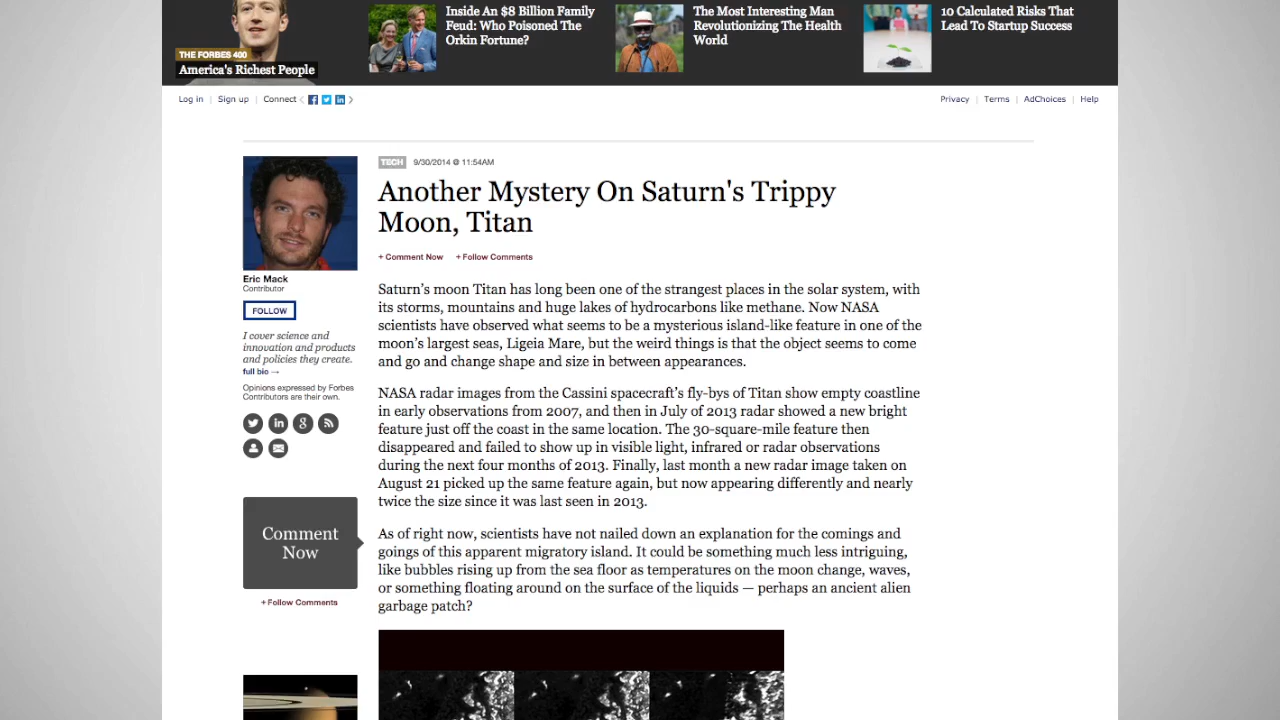 THE FORBES 400
America's Richest People
Inside An $8 Billion Family
Feud: Who Poisoned The
Orkin Fortune?
The Most Interesting Man
Revolutionizing The Health
World
10 Calculated Risks That
Lead To Startup Success
Log in | Sign up | Connect
Privacy | Terms | AdChoices | Help
Eric Mack
Contributor
FOLLOW
I cover science and
innovation and products
and policies they create.
full bio →
Opinions expressed by Forbes
Contributors are their own.
Comment
Now
+ Follow Comments
TECH 9/30/2014 @ 11:54AM
Another Mystery On Saturn's Trippy
Moon, Titan
+ Comment Now + Follow Comments
Saturn's moon Titan has long been one of the strangest places in the solar system, with
its storms, mountains and huge lakes of hydrocarbons like methane. Now NASA
scientists have observed what seems to be a mysterious island-like feature in one of the
moon's largest seas, Ligeia Mare, but the weird things is that the object seems to come
and go and change shape and size in between appearances.
NASA radar images from the Cassini spacecraft's fly-bys of Titan show empty coastline
in early observations from 2007, and then in July of 2013 radar showed a new bright
feature just off the coast in the same location. The 30-square-mile feature then
disappeared and failed to show up in visible light, infrared or radar observations
during the next four months of 2013. Finally, last month a new radar image taken on
August 21 picked up the same feature again, but now appearing differently and nearly
twice the size since it was last seen in 2013.
As of right now, scientists have not nailed down an explanation for the comings and
goings of this apparent migratory island. It could be something much less intriguing,
like bubbles rising up from the sea floor as temperatures on the moon change, waves,
or something floating around on the surface of the liquids — perhaps an ancient alien
garbage patch?